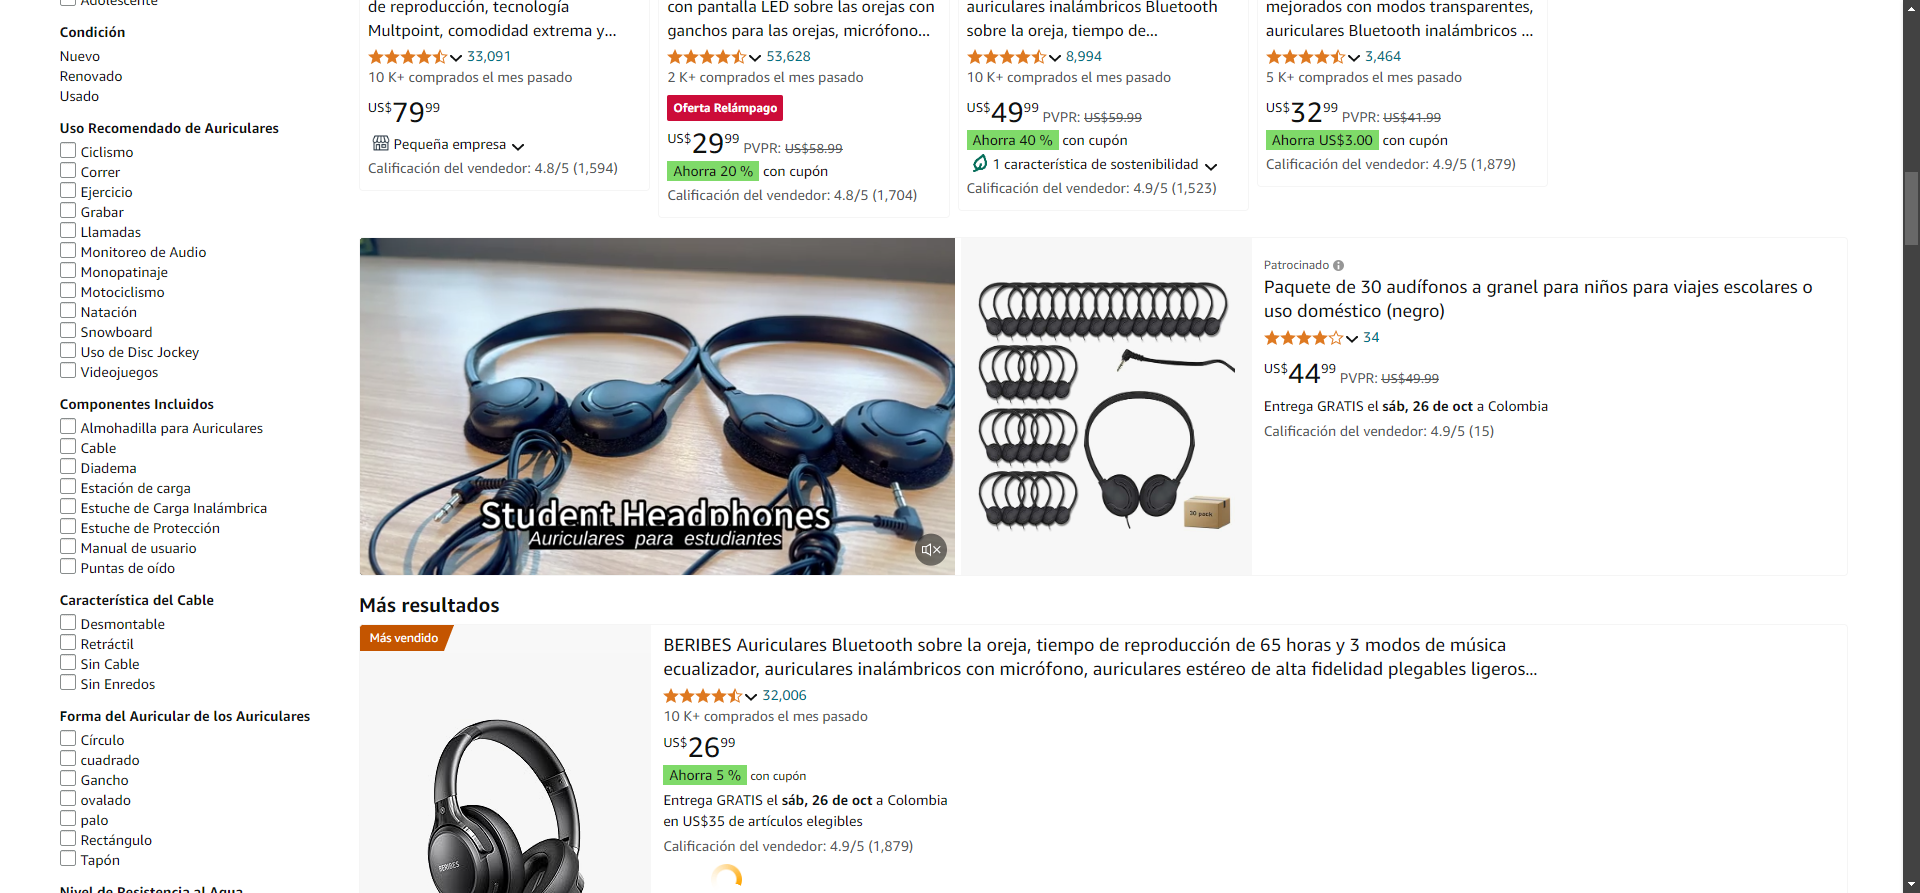 Adolescente
Condición
Nuevo
Renovado
Usado
Uso Recomendado de Auriculares
Ciclismo
Correr
Ejercicio
Grabar
Llamadas
Monitoreo de Audio
Monopatinaje
Motociclismo
Natación
Snowboard
Uso de Disc Jockey
Videojuegos
Componentes Incluidos
Almohadilla para Auriculares
Cable
Diadema
Estación de carga
Estuche de Carga Inalámbrica
Estuche de Protección
Manual de usuario
Puntas de oído
Característica del Cable
Desmontable
Retráctil
Sin Cable
Sin Enredos
Forma del Auricular de los Auriculares
Círculo
cuadrado
Gancho
ovalado
palo
Rectángulo
Tapón
Nivel de Resistencia al Agua
de reproducción, tecnología
Multpoint, comodidad extrema y...
33,091
10 K+ comprados el mes pasado
US$79 99
Pequeña empresa
Calificación del vendedor: 4.8/5 (1,594)
con pantalla LED sobre las orejas con
ganchos para las orejas, micrófono...
53,628
2 K+ comprados el mes pasado
Oferta Relámpago
US$29 99 PVPR: US$58.99
Ahorra 20 % con cupón
Calificación del vendedor: 4.8/5 (1,704)
auriculares inalámbricos Bluetooth
sobre la oreja, tiempo de...
8,994
10 K+ comprados el mes pasado
US$49 99 PVPR: US$59.99
Ahorra 40 % con cupón
1 característica de sostenibilidad
Calificación del vendedor: 4.9/5 (1,523)
mejorados con modos transparentes,
auriculares Bluetooth inalámbricos ...
3,464
5 K+ comprados el mes pasado
US$32 99 PVPR: US$41.99
Ahorra US$3.00 con cupón
Calificación del vendedor: 4.9/5 (1,879)
Student Headphones
Auriculares para estudiantes
30 pack
Patrocinado
Paquete de 30 audífonos a granel para niños para viajes escolares o
uso doméstico (negro)
34
US$44 99 PVPR: US$49.99
Entrega GRATIS el sáb, 26 de oct a Colombia
Calificación del vendedor: 4.9/5 (15)
Más resultados
Más vendido
BERIBES
BERIBES Auriculares Bluetooth sobre la oreja, tiempo de reproducción de 65 horas y 3 modos de música
ecualizador, auriculares inalámbricos con micrófono, auriculares estéreo de alta fidelidad plegables ligeros...
32,006
10 K+ comprados el mes pasado
US$26 99
Ahorra 5 % con cupón
Entrega GRATIS el sáb, 26 de oct a Colombia
en US$35 de artículos elegibles
Calificación del vendedor: 4.9/5 (1,879)